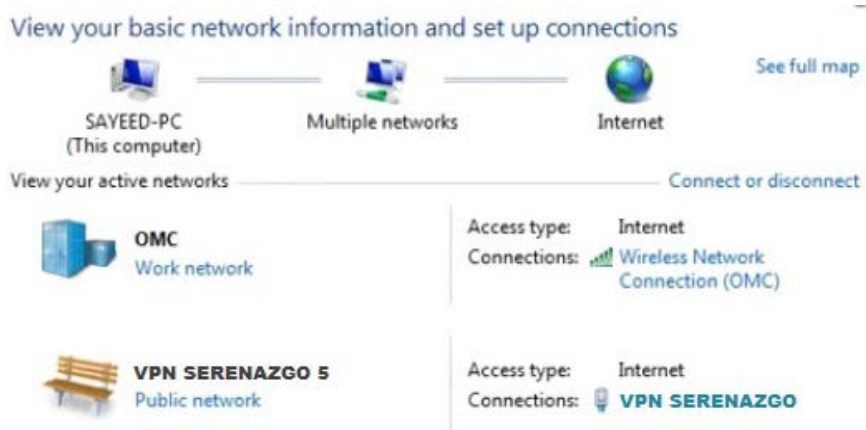 View your basic network information and set up connections
See full map
SAYEED-PC
(This computer)
Multiple networks
Internet
View your active networks
Connect or disconnect
OMC
Work network
Access type: Internet
Connections: Wireless Network
Connection (OMC)
VPN SERENAZGO 5
Public network
Access type: Internet
Connections: VPN SERENAZGO